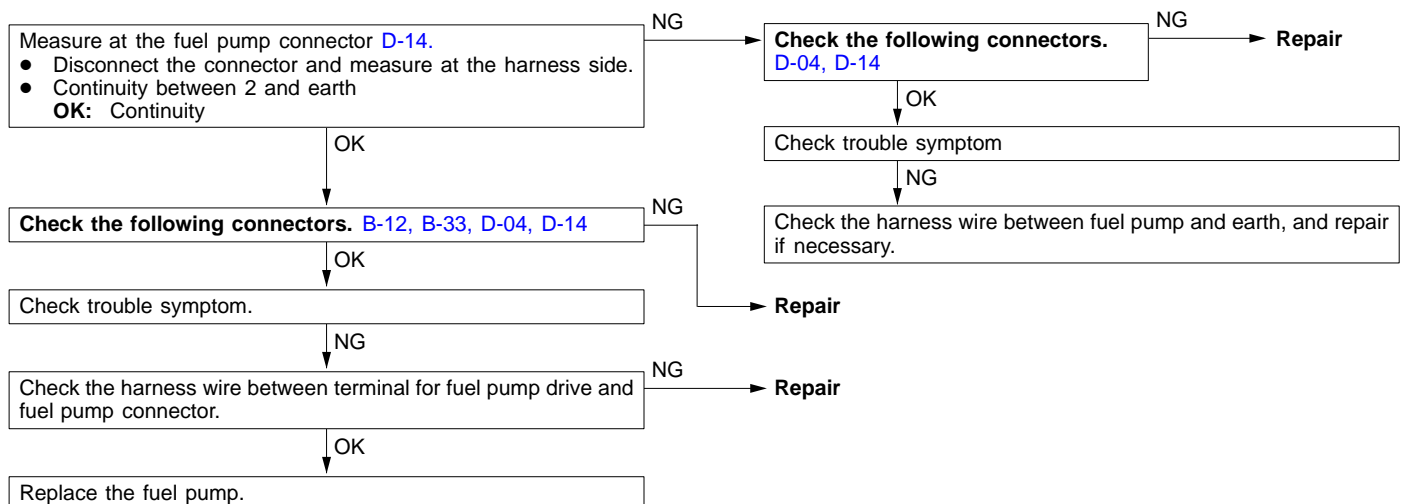 Measure at the fuel pump connector D-14.
● Disconnect the connector and measure at the harness side.
● Continuity between 2 and earth
OK: Continuity
NG
Check the following connectors.
D-04, D-14
NG
Repair
OK
Check trouble symptom
NG
Check the harness wire between fuel pump and earth, and repair
if necessary.
OK
Check the following connectors. B-12, B-33, D-04, D-14
NG
Repair
OK
Check trouble symptom.
NG
Check the harness wire between terminal for fuel pump drive and
fuel pump connector.
NG
Repair
OK
Replace the fuel pump.